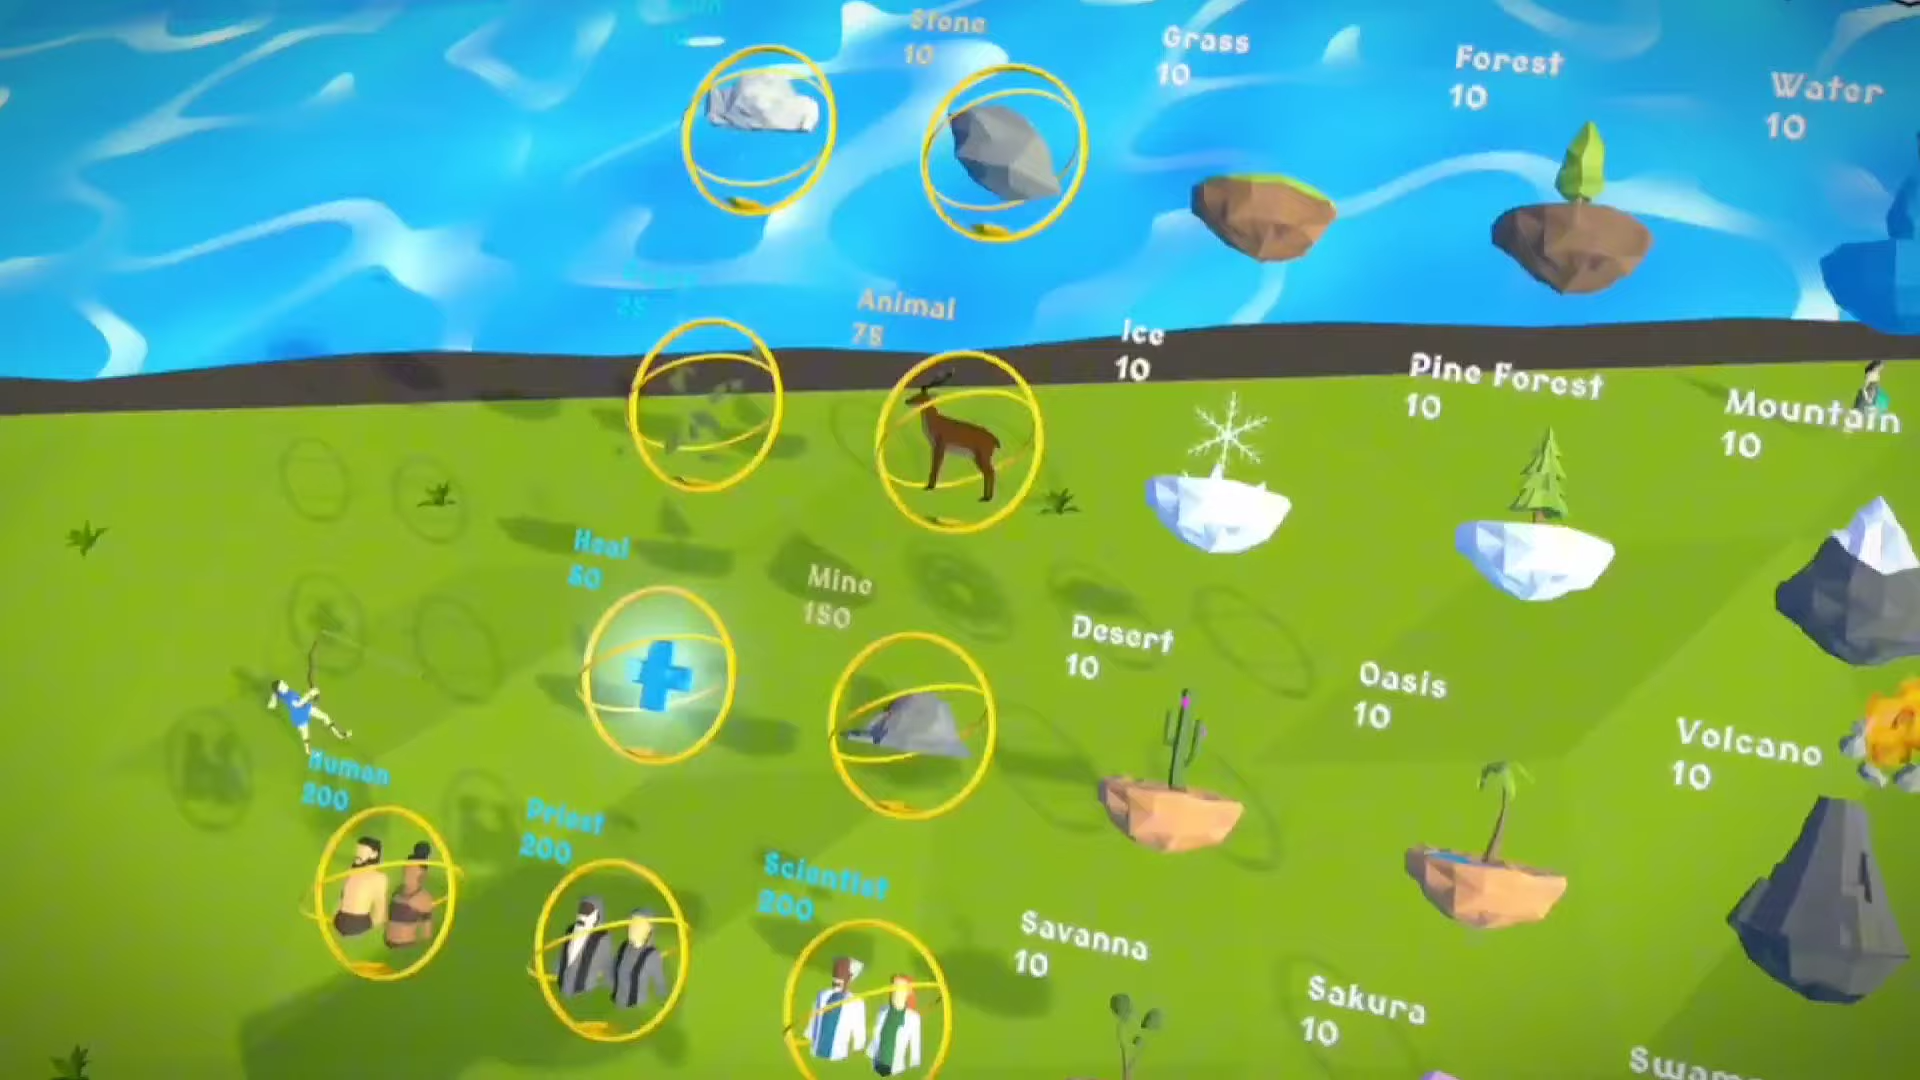 Stone
10
Grass
10
Forest
10
Water
10
25
Animal
75
Ice
10
Pine Forest
10
Mountain
10
Heal
50
Mine
150
Desert
10
Oasis
10
Volcano
10
Human
200
Priest
200
Scientist
200
Savanna
10
Sakura
10